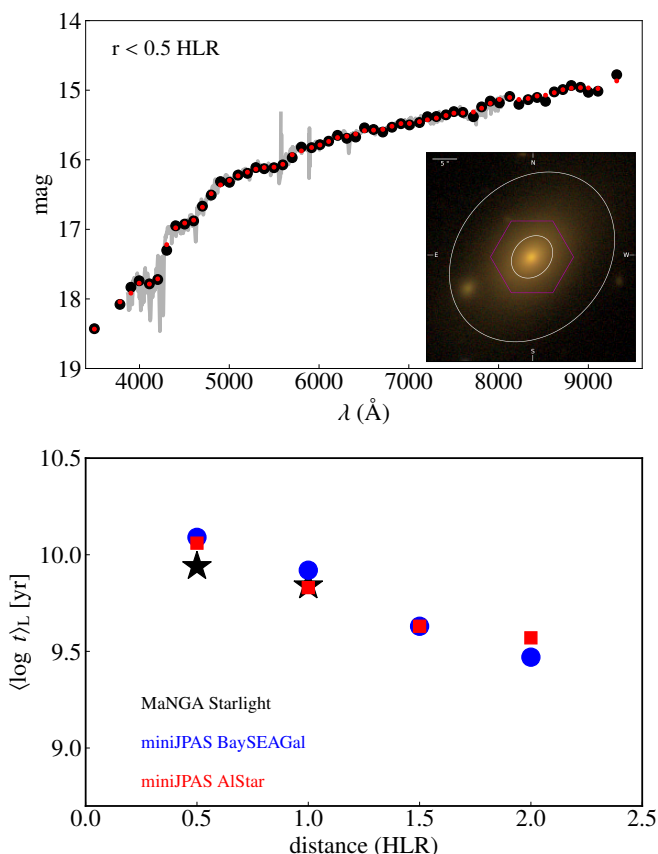 14
r < 0.5 HLR
15
16
mag
17
18
19
5 "
N
E
W
S
4000 5000 6000 7000 8000 9000
λ (Å)
10.5
10.0
⟨log t⟩L [yr]
9.5
9.0
MaNGA Starlight
miniJPAS BaySEAGal
miniJPAS AlStar
0.0 0.5 1.0 1.5 2.0 2.5
distance (HLR)